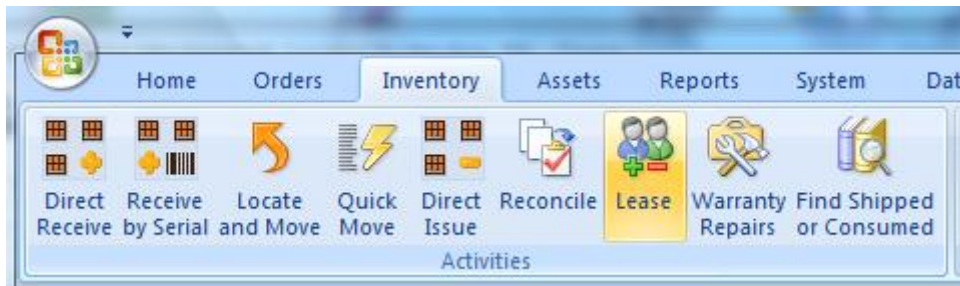 Home Orders Inventory Assets Reports System Dat
Direct Receive Locate Quick Direct Reconcile Lease Warranty Find Shipped
Receive by Serial and Move Move Issue Repairs or Consumed
Activities